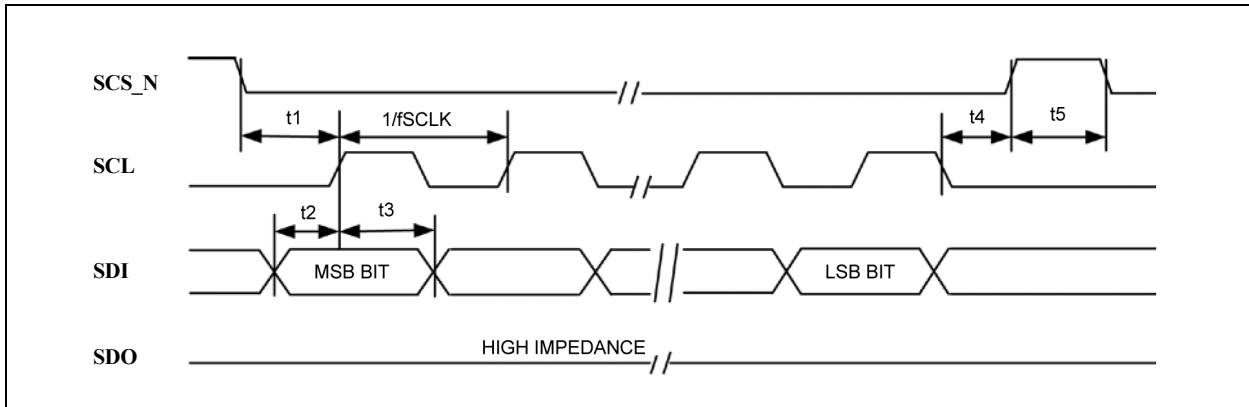 SCS_N
t1
1/fSCLK
t4
t5
SCL
t2
t3
SDI
MSB BIT
LSB BIT
SDO
HIGH IMPEDANCE